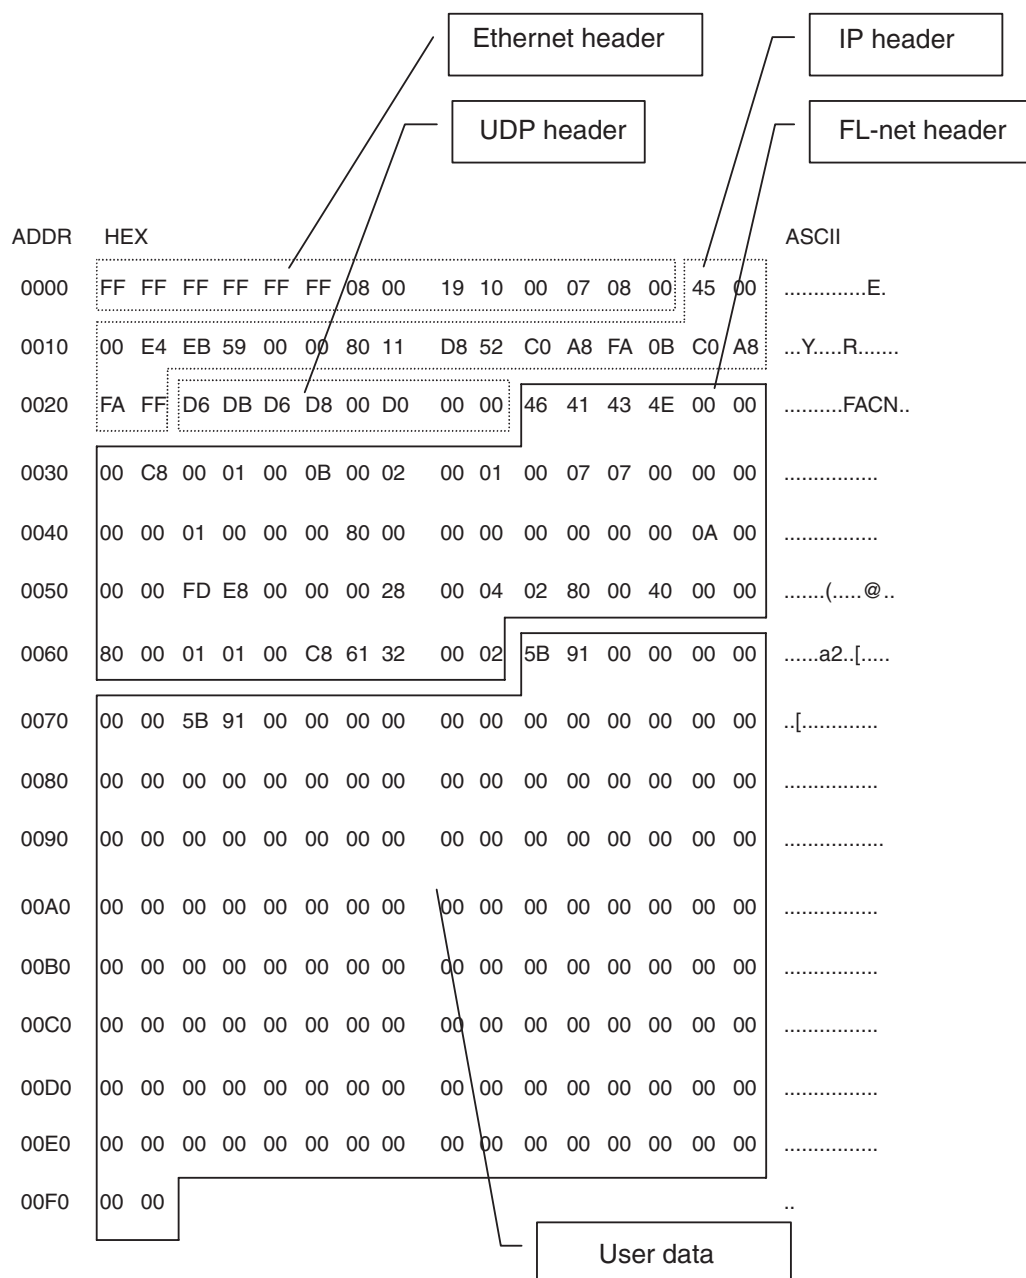 Ethernet header
IP header
UDP header
FL-net header
ADDR HEX ASCII
0000 FF FF FF FF FF FF 08 00 19 10 00 07 08 00 45 00 ..............E.
0010 00 E4 EB 59 00 00 80 11 D8 52 C0 A8 FA 0B C0 A8 ...Y.....R.......
0020 FA FF D6 DB D6 D8 00 D0 00 00 46 41 43 4E 00 00 ..........FACN..
0030 00 C8 00 01 00 0B 00 02 00 01 00 07 07 00 00 00 ................
0040 00 00 01 00 00 00 80 00 00 00 00 00 00 00 0A 00 ................
0050 00 00 FD E8 00 00 00 28 00 04 02 80 00 40 00 00 .......(.....@..
0060 80 00 01 01 00 C8 61 32 00 02 5B 91 00 00 00 00 ......a2..[.....
0070 00 00 5B 91 00 00 00 00 00 00 00 00 00 00 00 00 ..[.............
0080 00 00 00 00 00 00 00 00 00 00 00 00 00 00 00 00 ................
0090 00 00 00 00 00 00 00 00 00 00 00 00 00 00 00 00 .................
00A0 00 00 00 00 00 00 00 00 00 00 00 00 00 00 00 00 ................
00B0 00 00 00 00 00 00 00 00 00 00 00 00 00 00 00 00 ................
00C0 00 00 00 00 00 00 00 00 00 00 00 00 00 00 00 00 ................
00D0 00 00 00 00 00 00 00 00 00 00 00 00 00 00 00 00 ................
00E0 00 00 00 00 00 00 00 00 00 00 00 00 00 00 00 00 ................
00F0 00 00 ..
User data